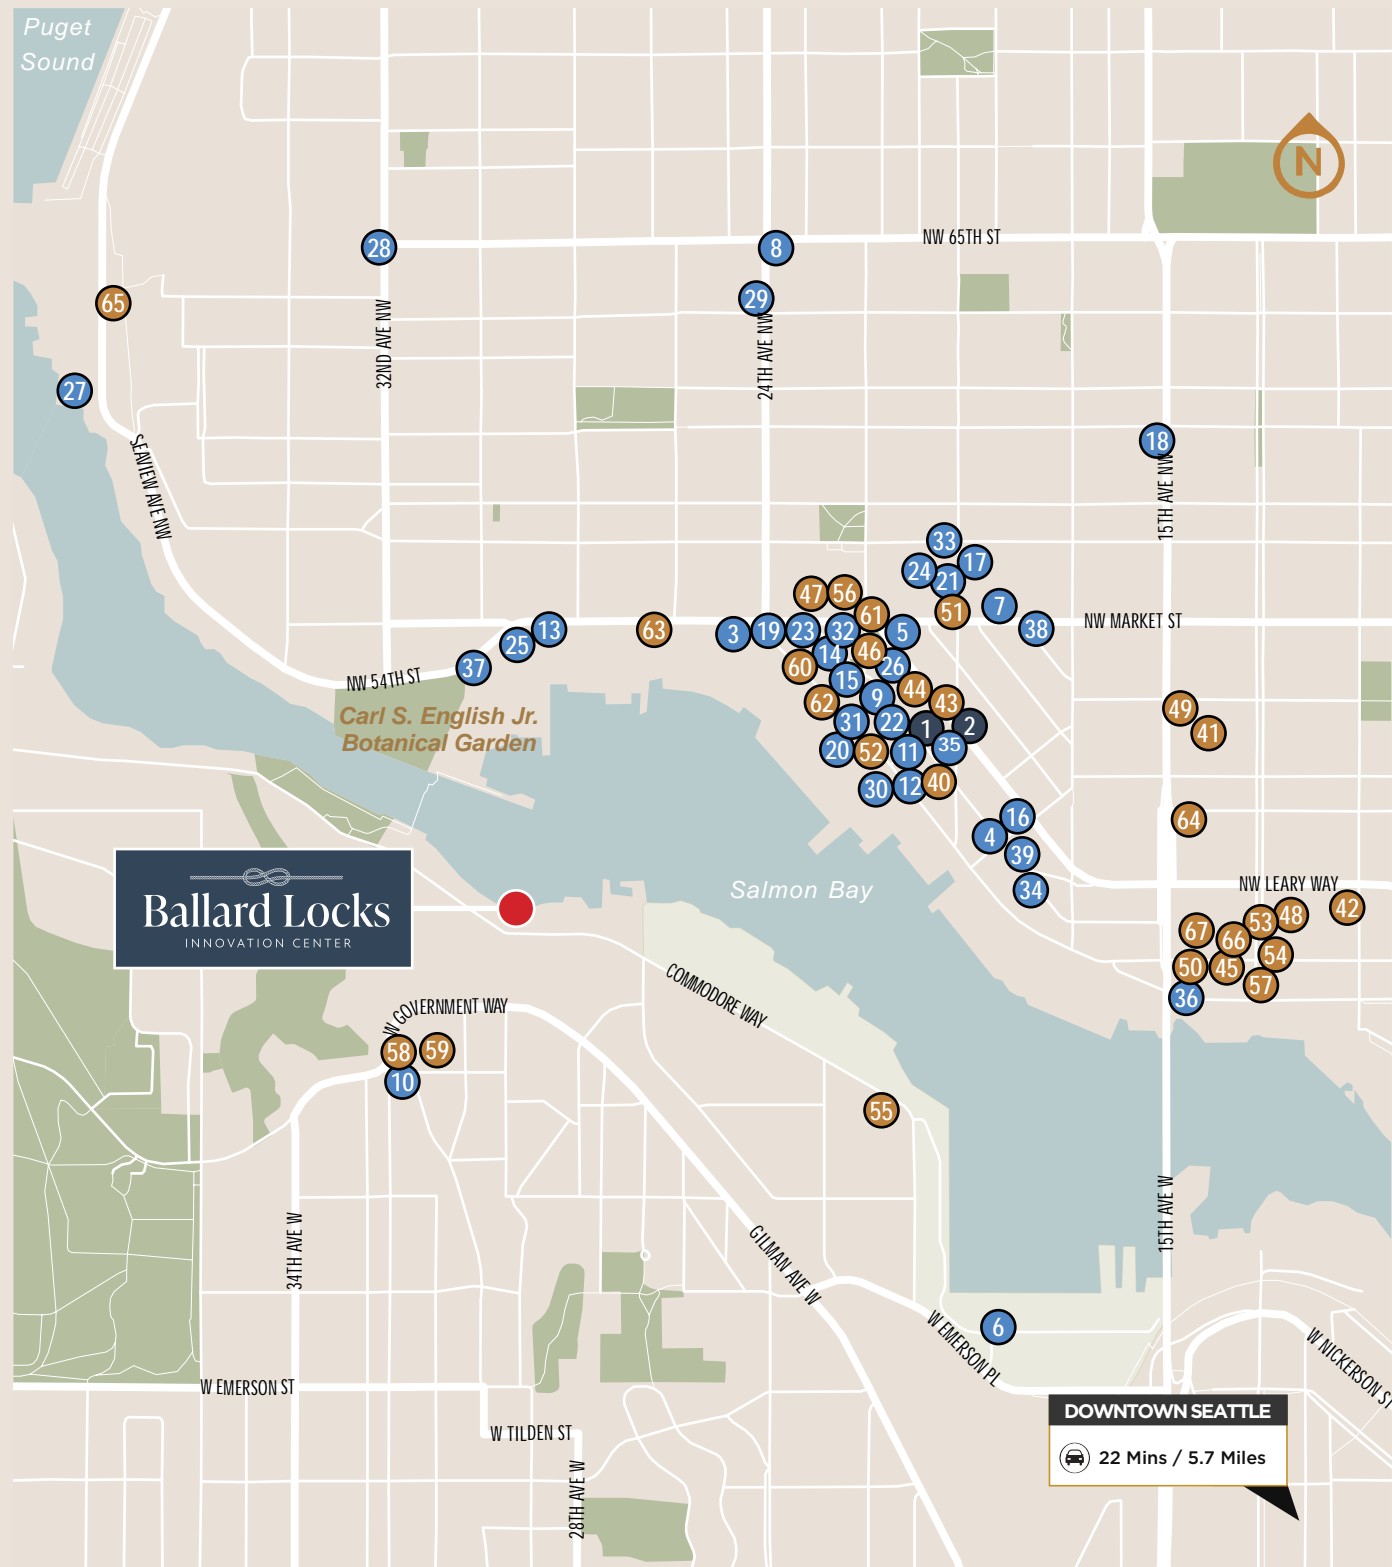 Puget
Sound
N
NW 65TH ST
28
8
29
65
32ND AVE NW
24TH AVE NW
27
18
SEAVIEW AVE NW
15TH AVE NW
33
17
24
21
47
56
61
51
7
38
NW MARKET ST
13
63
3
19
23
32
5
25
14
46
26
37
60
15
44
NW 54TH ST
62
9
43
49
Carl S. English Jr.
Botanical Garden
31
22
1
2
41
20
52
11
35
30
12
40
16
4
39
64
34
Salmon Bay
NW LEARY WAY
Ballard Locks
INNOVATION CENTER
42
48
53
67
66
54
50
45
57
36
COMMODORE WAY
W GOVERNMENT WAY
58
59
10
55
34TH AVE W
15TH AVE W
GILMAN AVE W
6
W EMERSON PL
W NICKERSON ST
W EMERSON ST
DOWNTOWN SEATTLE
22 Mins / 5.7 Miles
W TILDEN ST
28TH AVE W